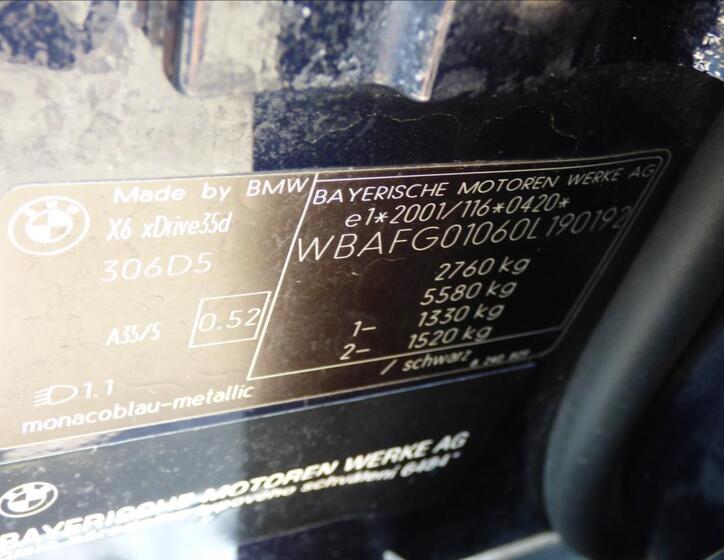 Made by BMW
X6 xDrive35d
306D5
A35/5 0.52
1.1
monacoblau-metallic
BAYERISCHE MOTOREN WERKE AG
e1*2001/116*0420*
WBAFG01060L190192
2760 kg
5580 kg
1- 1330 kg
2- 1520 kg
/ schwarz
BAYERISCHE MOTOREN WERKE AG
schválení 6484